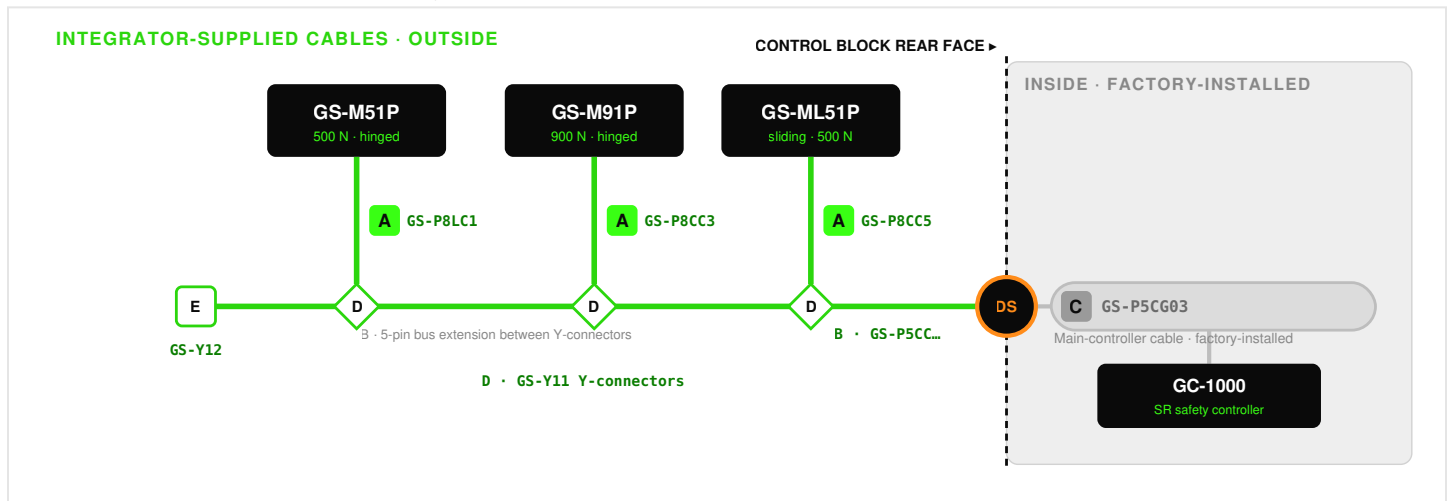 INTEGRATOR-SUPPLIED CABLES · OUTSIDE
CONTROL BLOCK REAR FACE ▸
INSIDE · FACTORY-INSTALLED
GS-M51P
500 N · hinged
GS-M91P
900 N · hinged
GS-ML51P
sliding · 500 N
A GS-P8LC1
A GS-P8CC3
A GS-P8CC5
E
D
D
D
DS
C GS-P5CG03
B · 5-pin bus extension between Y-connectors
B · GS-P5CC…
Main-controller cable · factory-installed
GS-Y12
D · GS-Y11 Y-connectors
GC-1000
SR safety controller